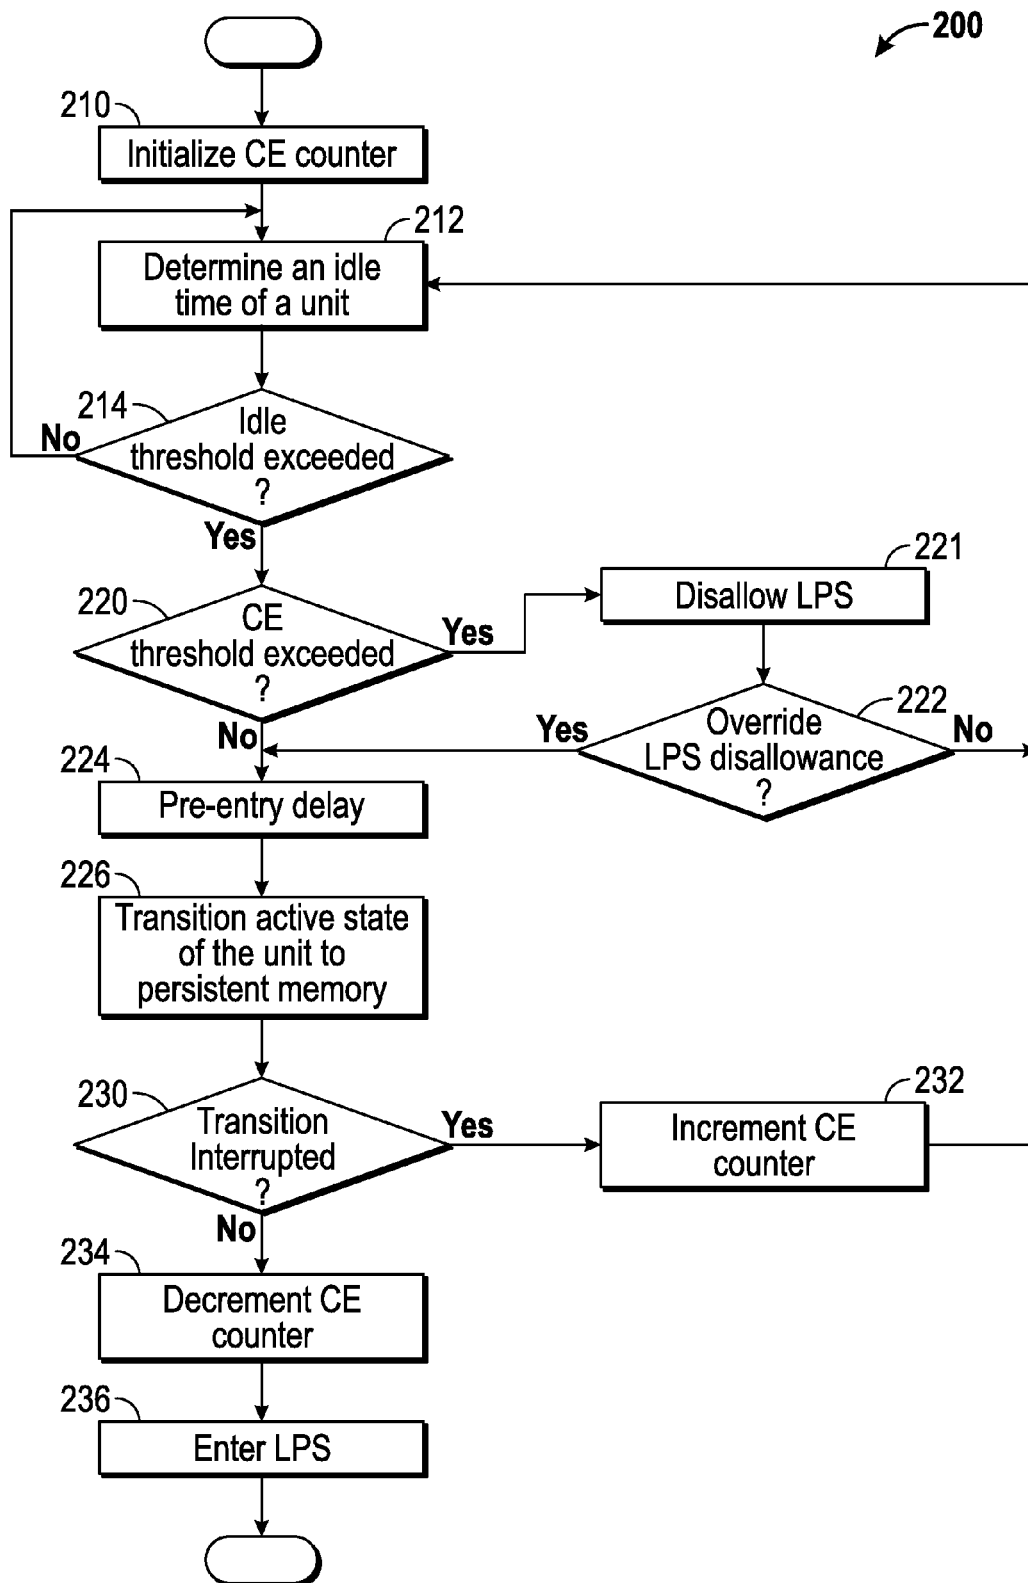 200
210
Initialize CE counter
212
Determine an idle
time of a unit
214
Idle
threshold exceeded
?
No
Yes
220
CE
threshold exceeded
?
Yes
No
221
Disallow LPS
222
Override
LPS disallowance
?
Yes
No
224
Pre-entry delay
226
Transition active state
of the unit to
persistent memory
230
Transition
Interrupted
?
Yes
No
232
Increment CE
counter
234
Decrement CE
counter
236
Enter LPS